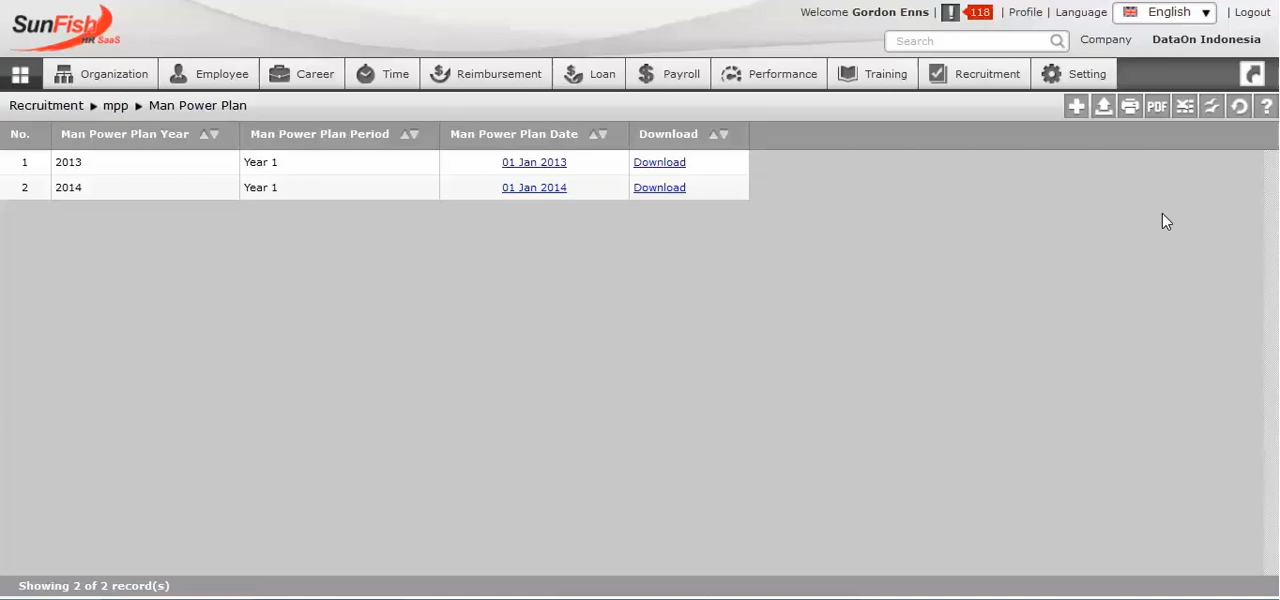 SunFish
HR SaaS
Welcome Gordon Enns | ! 118 | Profile | Language English ▼ | Logout
Search Company DataOn Indonesia
Organization Employee Career Time Reimbursement Loan Payroll Performance Training Recruitment Setting
Recruitment ▶ mpp ▶ Man Power Plan PDF ?
No. Man Power Plan Year Man Power Plan Period Man Power Plan Date Download
1 2013 Year 1 01 Jan 2013 Download
2 2014 Year 1 01 Jan 2014 Download
Showing 2 of 2 record(s)